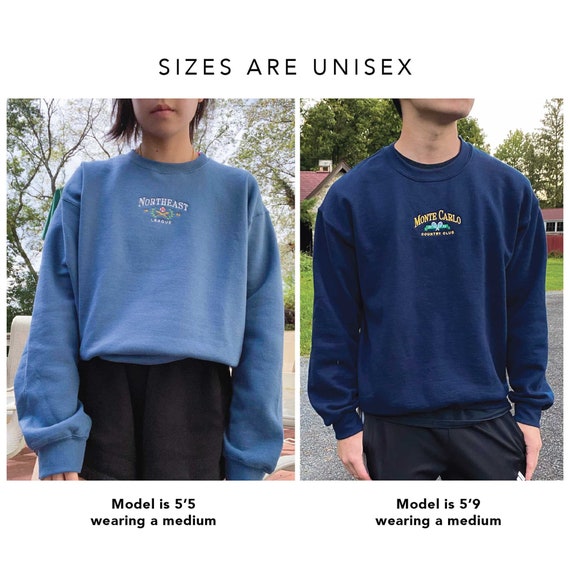 SIZES ARE UNISEX
NORTHEAST
LEAGUE
MONTE CARLO
COUNTRY CLUB
Model is 5'5
wearing a medium
Model is 5'9
wearing a medium